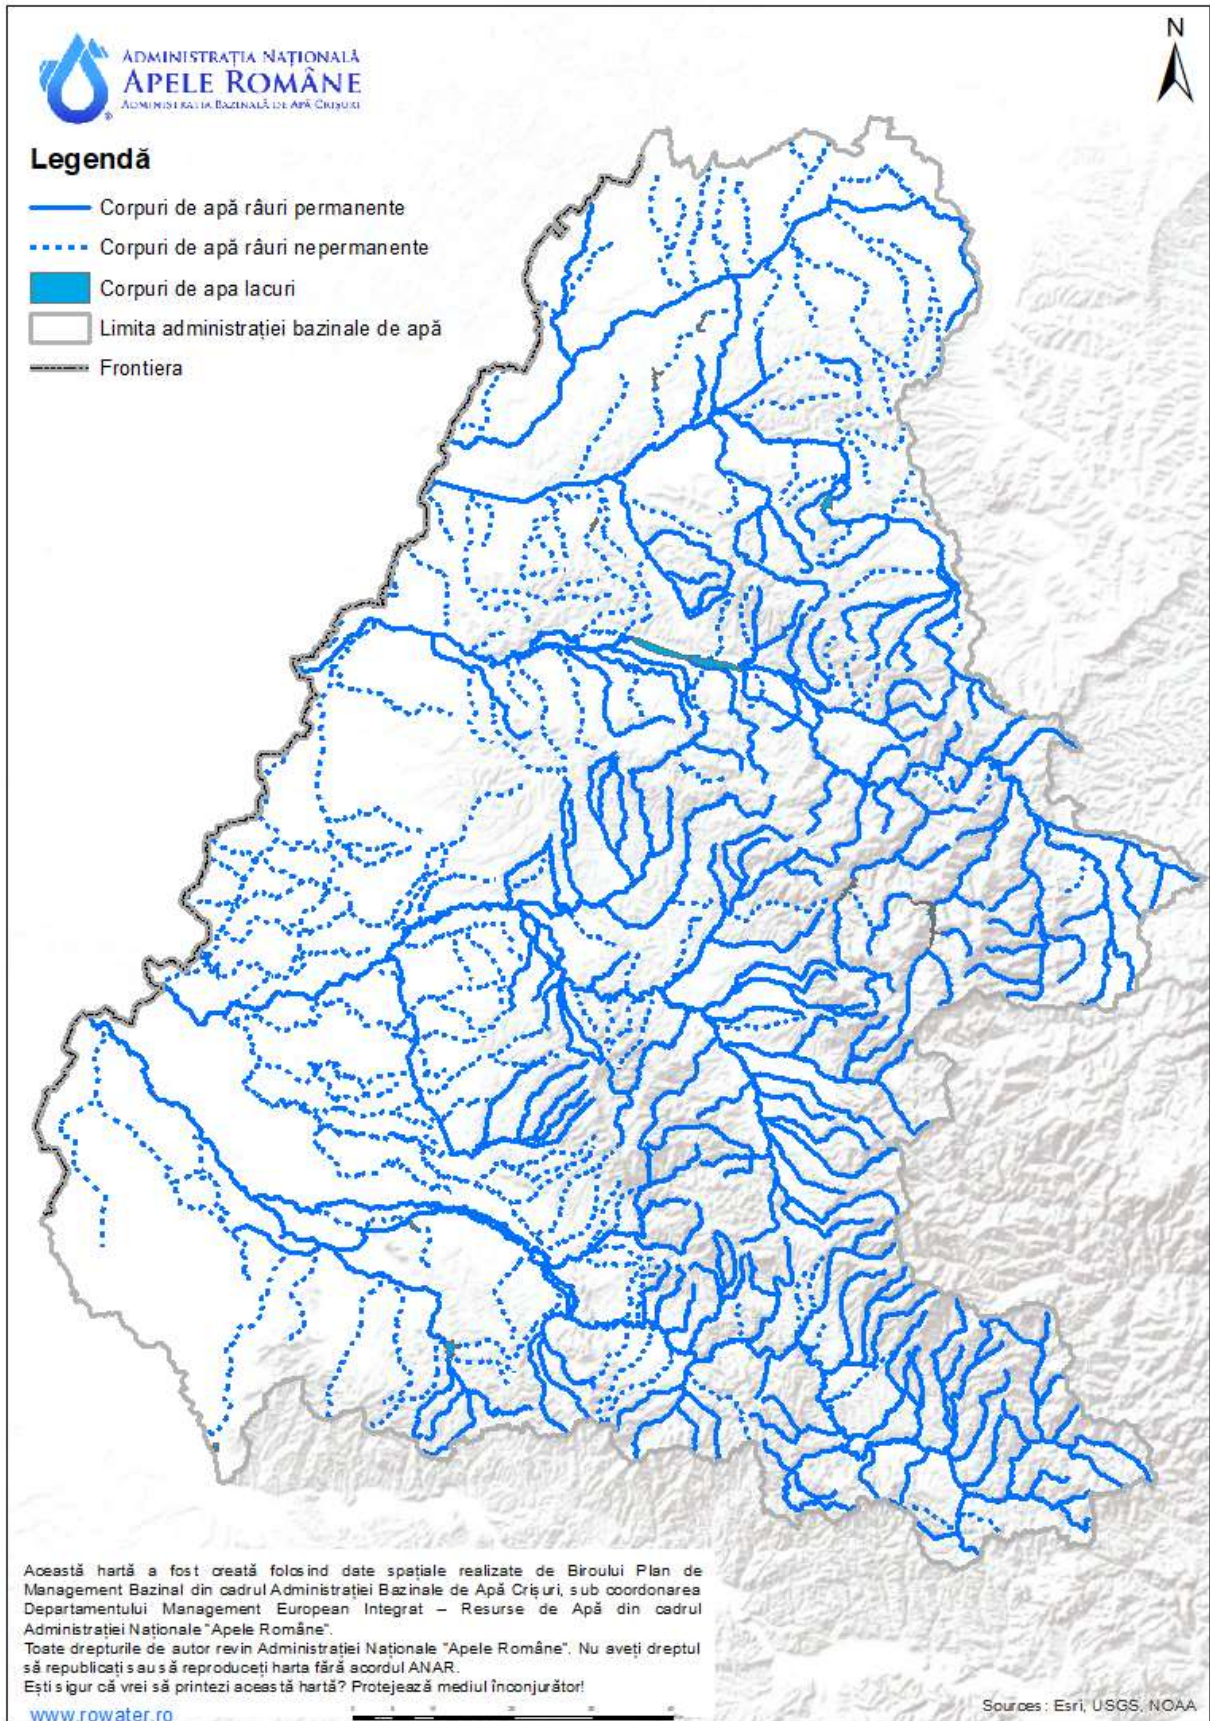 ADMINISTRAȚIA NAȚIONALĂ
APELE ROMÂNE
ADMINISTRAȚIA BAZINALĂ DE APĂ CRIȘURI
®
N
Legendă
Corpuri de apă râuri permanente
Corpuri de apă râuri nepermanente
Corpuri de apa lacuri
Limita administrației bazinale de apă
Frontiera
Această hartă a fost creată folosind date spațiale realizate de Biroului Plan de
Management Bazinal din cadrul Administrației Bazinale de Apă Crișuri, sub coordonarea
Departamentului Management European Integrat – Resurse de Apă din cadrul
Administrației Naționale "Apele Române".
Toate drepturile de autor revin Administrației Naționale "Apele Române". Nu aveți dreptul
să republicați sau să reproduceți harta fără acordul ANAR.
Ești sigur că vrei să printezi această hartă? Protejează mediul înconjurător!
www.rowater.ro
Sources: Esri, USGS, NOAA